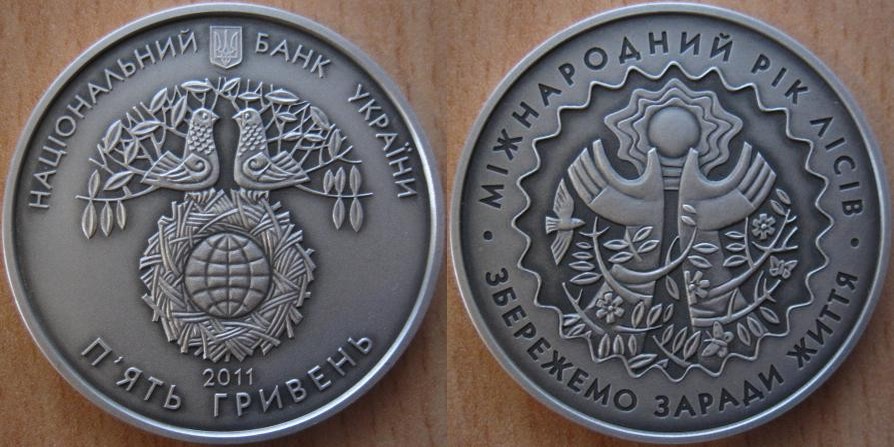 НАЦІОНАЛЬНИЙ БАНК УКРАЇНИ
2011
П'ЯТЬ ГРИВЕНЬ
• МІЖНАРОДНИЙ РІК ЛІСІВ •
ЗБЕРЕЖЕМО ЗАРАДИ ЖИТТЯ